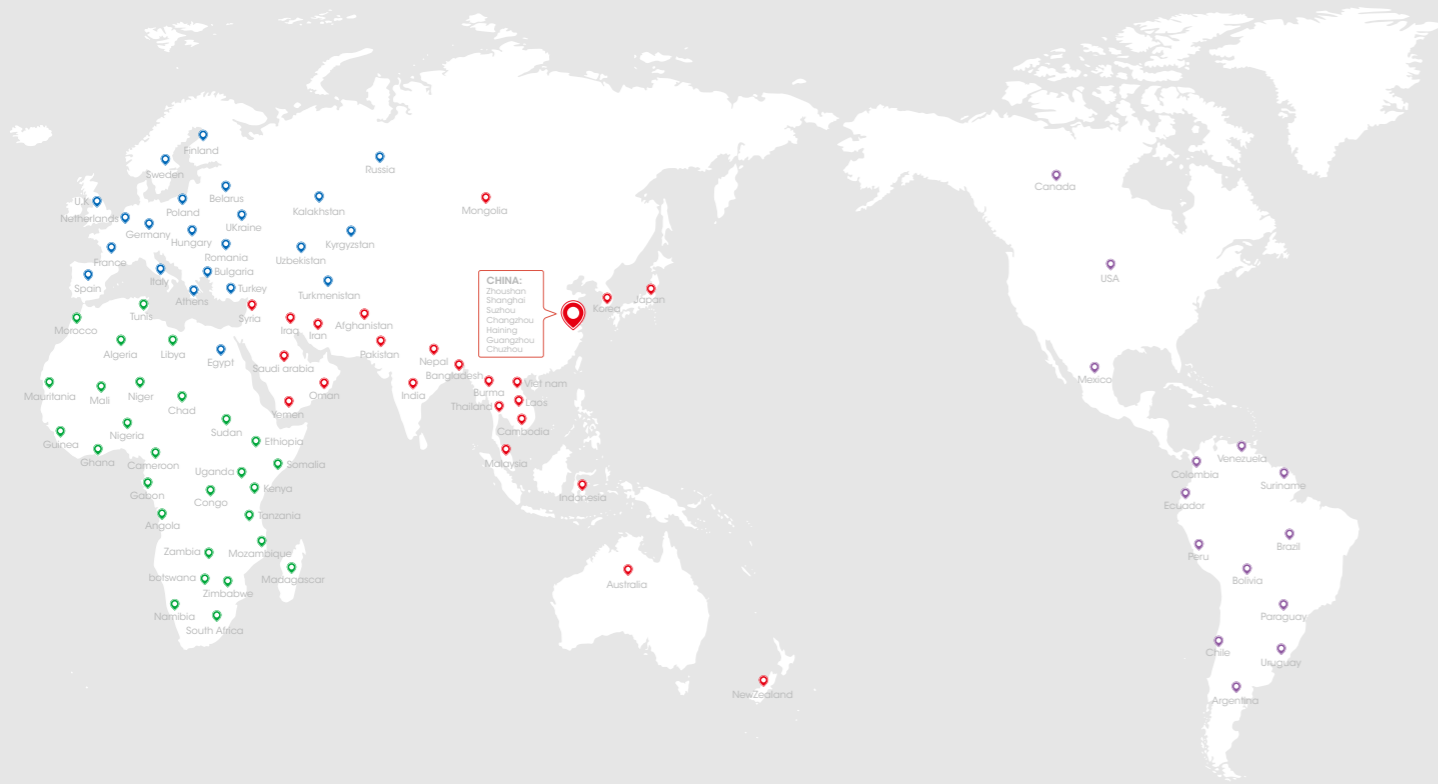 Finland
Sweden
Russia
U.K
Belarus
Poland
Kalakhstan
Netherlands
Germany
UKraine
Hungary
Kyrgyzstan
France
Romania
Uzbekistan
Italy
Bulgaria
Spain
Athens
Turkey
Turkmenistan
Mongolia
CHINA:
Zhoushan
Shanghai
Suzhou
Changzhou
Haining
Guangzhou
Chuzhou
Korea
Japan
Tunis
Syria
Morocco
Iraq
Iran
Afghanistan
Algeria
Libya
Egypt
Saudi arabia
Pakistan
Nepal
Bangladesh
Mauritania
Mali
Niger
Chad
Yemen
Oman
India
Burma
Viet nam
Thailand
Laos
Cambodia
Guinea
Nigeria
Sudan
Ethiopia
Ghana
Cameroon
Somalia
Malaysia
Gabon
Uganda
Congo
Kenya
Indonesia
Angola
Tanzania
Zambia
Mozambique
botswana
Zimbabwe
Madagascar
Namibia
South Africa
Australia
NewZealand
Canada
USA
Mexico
Venezuela
Colombia
Suriname
Ecuador
Peru
Brazil
Bolivia
Paraguay
Chile
Uruguay
Argentina